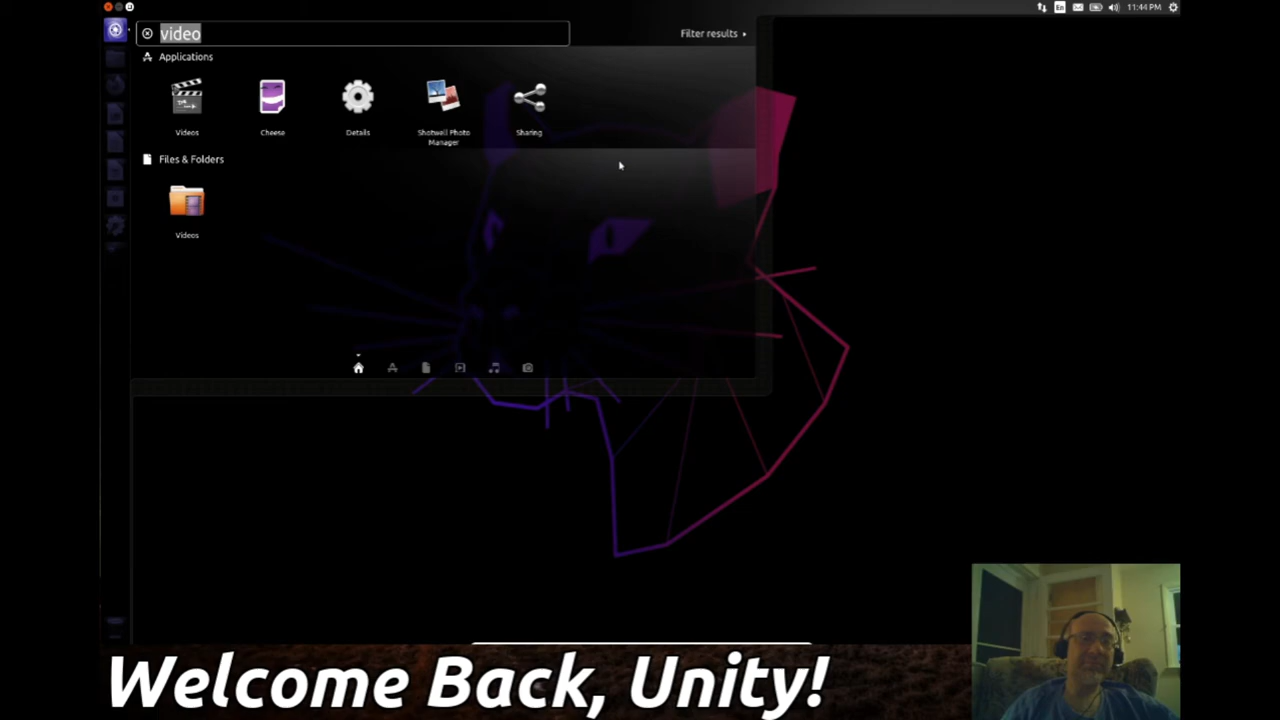 En
11:44 PM
video
Filter results
Applications
Videos
Cheese
Details
Shotwell Photo
Manager
Sharing
Files & Folders
Videos
Welcome Back, Unity!